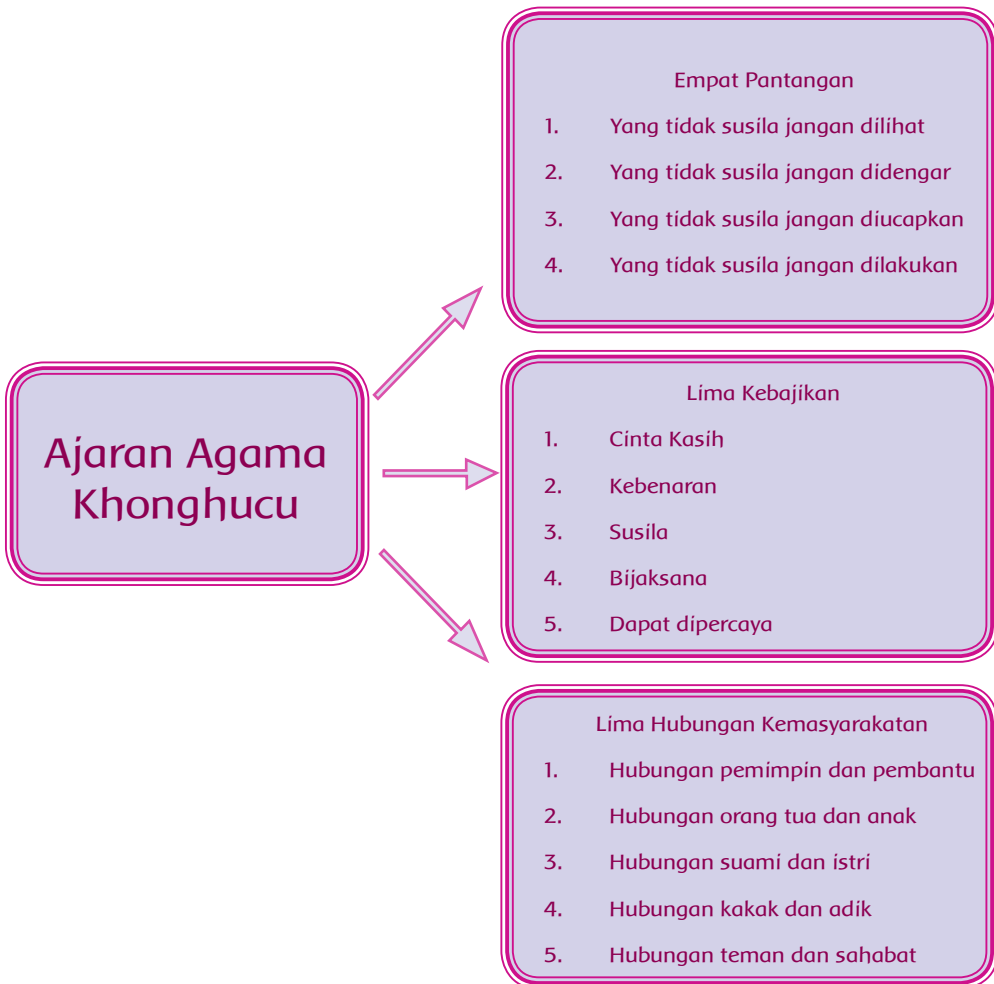 Ajaran Agama
Khonghucu
Empat Pantangan
1. Yang tidak susila jangan dilihat
2. Yang tidak susila jangan didengar
3. Yang tidak susila jangan diucapkan
4. Yang tidak susila jangan dilakukan
Lima Kebajikan
1. Cinta Kasih
2. Kebenaran
3. Susila
4. Bijaksana
5. Dapat dipercaya
Lima Hubungan Kemasyarakatan
1. Hubungan pemimpin dan pembantu
2. Hubungan orang tua dan anak
3. Hubungan suami dan istri
4. Hubungan kakak dan adik
5. Hubungan teman dan sahabat